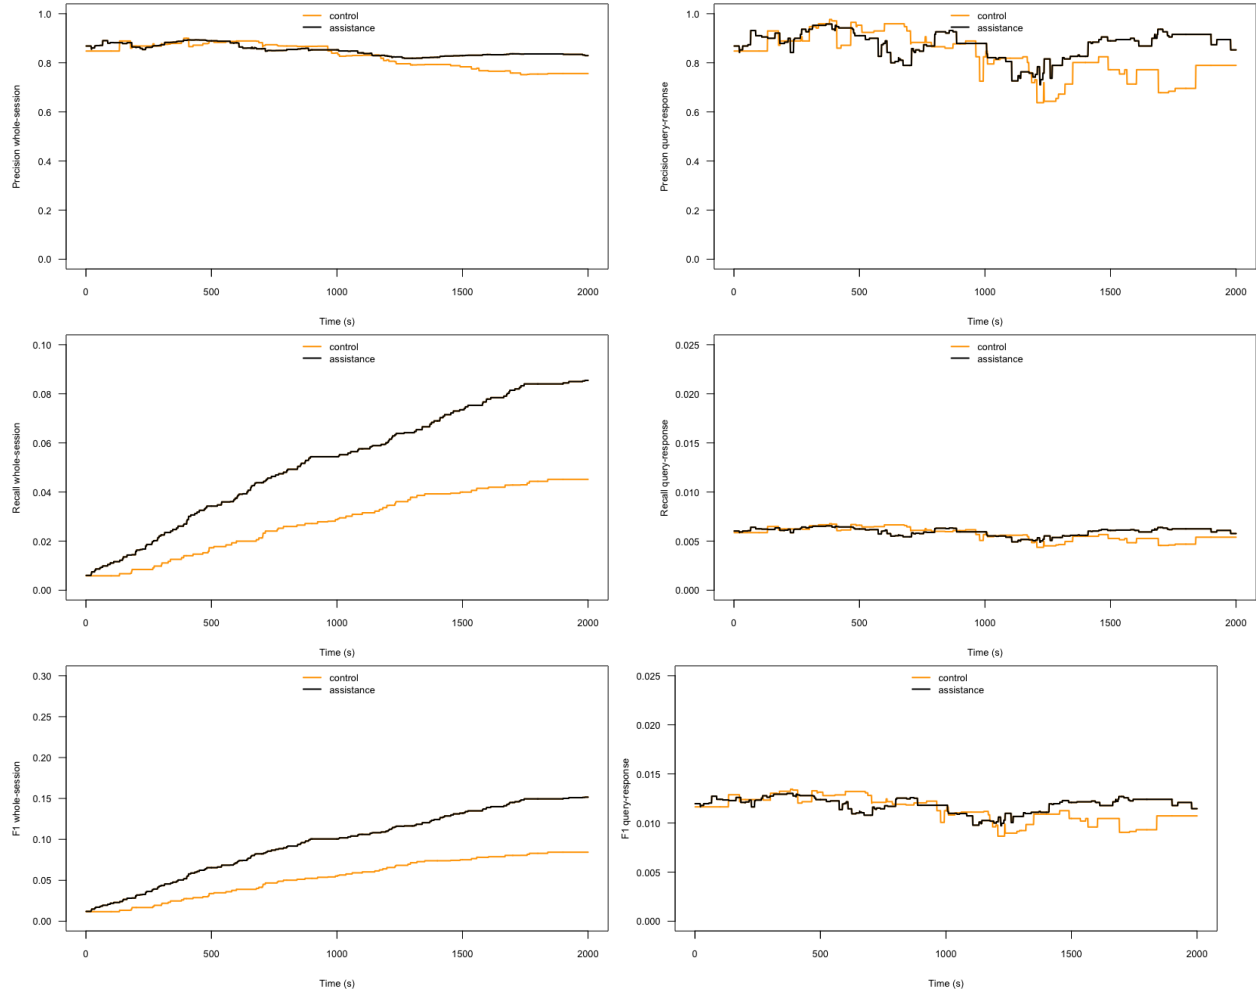 control
assistance
Precision whole-session
1.0
0.8
0.6
0.4
0.2
0.0
0 500 1000 1500 2000
Time (s)
control
assistance
Precision query-response
1.0
0.8
0.6
0.4
0.2
0.0
0 500 1000 1500 2000
Time (s)
control
assistance
Recall whole-session
0.10
0.08
0.06
0.04
0.02
0.00
0 500 1000 1500 2000
Time (s)
control
assistance
Recall query-response
0.025
0.020
0.015
0.010
0.005
0.000
0 500 1000 1500 2000
Time (s)
control
assistance
F1 whole-session
0.30
0.25
0.20
0.15
0.10
0.05
0.00
0 500 1000 1500 2000
Time (s)
control
assistance
F1 query-response
0.025
0.020
0.015
0.010
0.005
0.000
0 500 1000 1500 2000
Time (s)